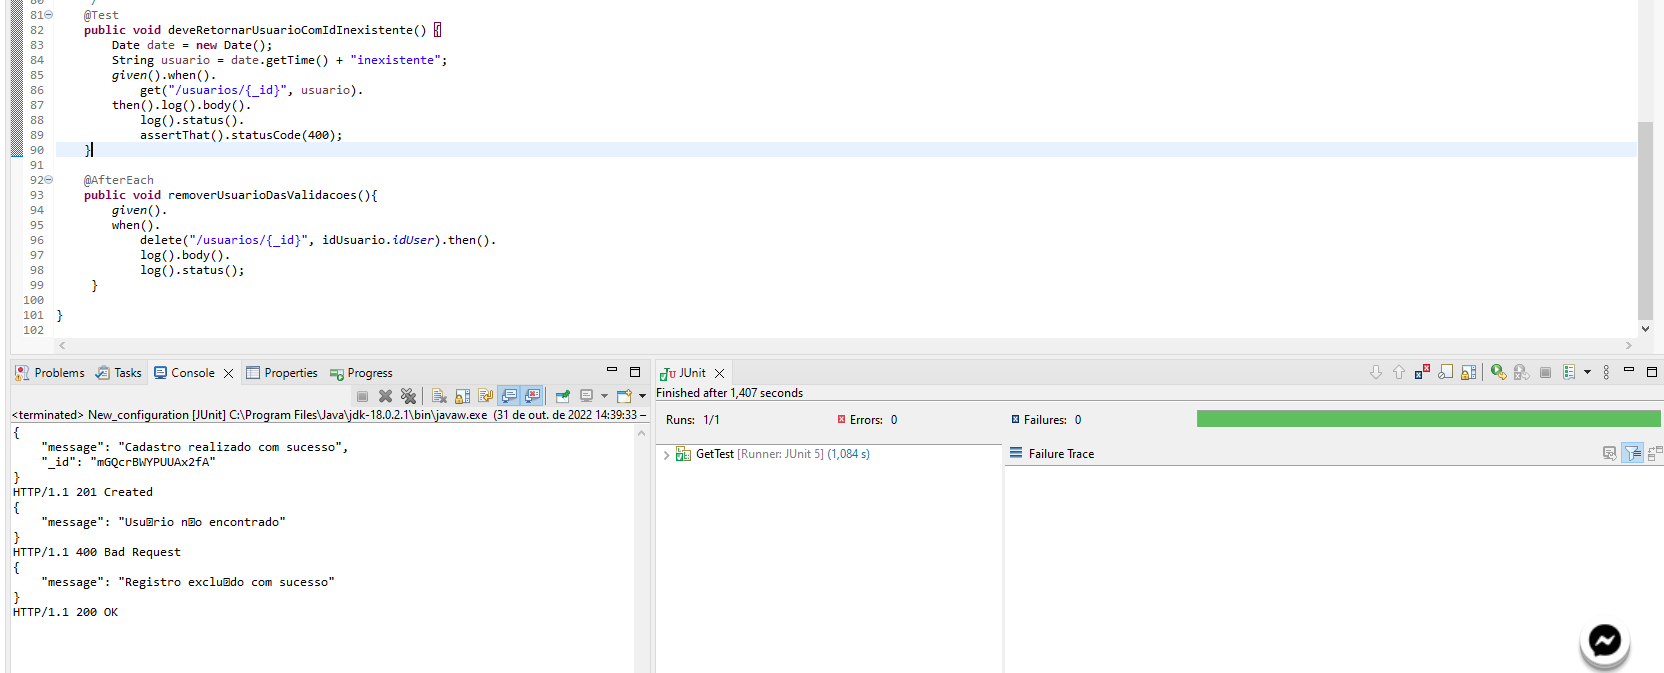 80 */
81 @Test
82 public void deveRetornarUsuarioComIdInexistente() {
83 Date date = new Date();
84 String usuario = date.getTime() + "inexistente";
85 given().when().
86 get("/usuarios/{_id}", usuario).
87 then().log().body().
88 log().status().
89 assertThat().statusCode(400);
90 }
91
92 @AfterEach
93 public void removerUsuarioDasValidacoes(){
94 given().
95 when().
96 delete("/usuarios/{_id}", idUsuario.idUser).then().
97 log().body().
98 log().status();
99 }
100
101 }
102
Problems Tasks Console Properties Progress
<terminated> New_configuration [JUnit] C:\Program Files\Java\jdk-18.0.2.1\bin\javaw.exe (31 de out. de 2022 14:39:33 –
{
"message": "Cadastro realizado com sucesso",
"_id": "mGQcrBWYPUUAx2fA"
}
HTTP/1.1 201 Created
{
"message": "Usu�rio n�o encontrado"
}
HTTP/1.1 400 Bad Request
{
"message": "Registro exclu�do com sucesso"
}
HTTP/1.1 200 OK
JUnit
Finished after 1,407 seconds
Runs: 1/1 Errors: 0 Failures: 0
GetTest [Runner: JUnit 5] (1,084 s)
Failure Trace